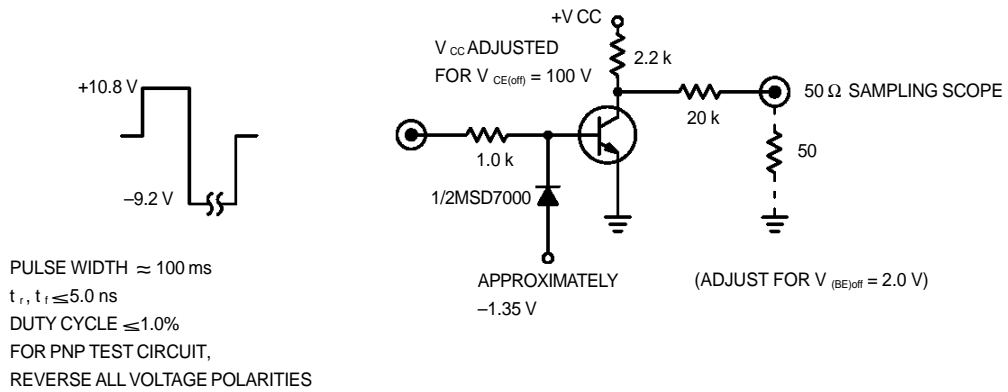 +V CC
V CC ADJUSTED
FOR V CE(off) = 100 V
2.2 k
+10.8 V
50 Ω SAMPLING SCOPE
20 k
1.0 k
50
–9.2 V
1/2MSD7000
PULSE WIDTH ≈ 100 ms
APPROXIMATELY
–1.35 V
(ADJUST FOR V (BE)off = 2.0 V)
t r, t f ≤5.0 ns
DUTY CYCLE ≤1.0%
FOR PNP TEST CIRCUIT,
REVERSE ALL VOLTAGE POLARITIES